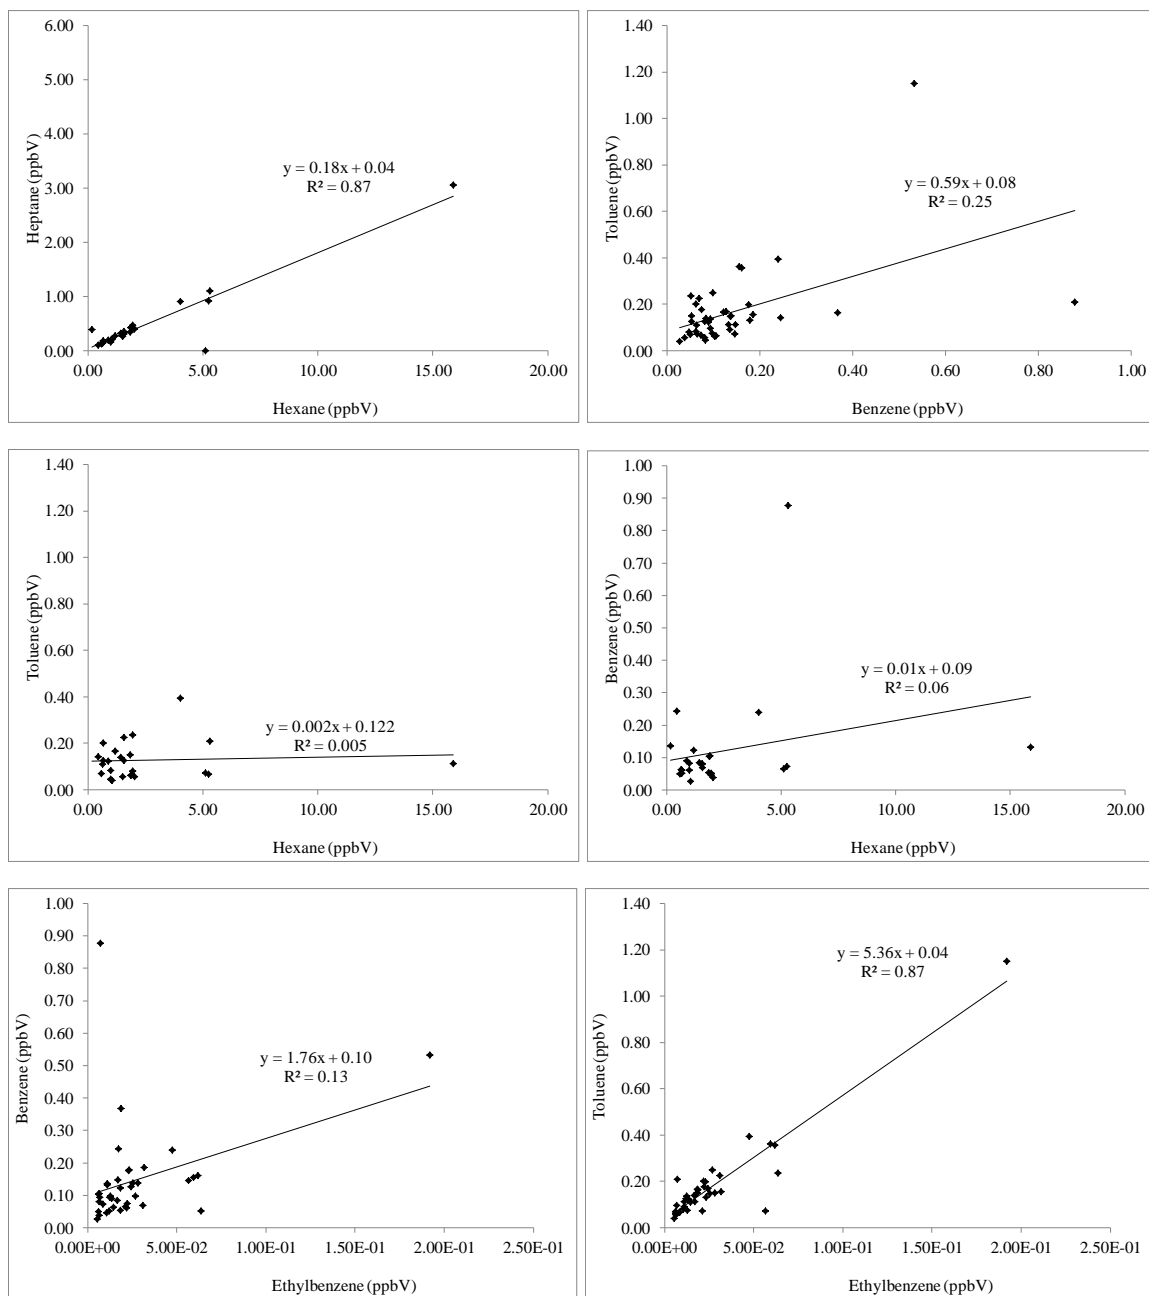 6.00
5.00
4.00
3.00
2.00
1.00
0.00
Heptane (ppbV)
y = 0.18x + 0.04
R² = 0.87
0.00 5.00 10.00 15.00 20.00
Hexane (ppbV)
1.40
1.20
1.00
0.80
0.60
0.40
0.20
0.00
Toluene (ppbV)
y = 0.59x + 0.08
R² = 0.25
0.00 0.20 0.40 0.60 0.80 1.00
Benzene (ppbV)
1.40
1.20
1.00
0.80
0.60
0.40
0.20
0.00
Toluene (ppbV)
y = 0.002x + 0.122
R² = 0.005
0.00 5.00 10.00 15.00 20.00
Hexane (ppbV)
1.00
0.90
0.80
0.70
0.60
0.50
0.40
0.30
0.20
0.10
0.00
Benzene (ppbV)
y = 0.01x + 0.09
R² = 0.06
0.00 5.00 10.00 15.00 20.00
Hexane (ppbV)
1.00
0.90
0.80
0.70
0.60
0.50
0.40
0.30
0.20
0.10
0.00
Benzene (ppbV)
y = 1.76x + 0.10
R² = 0.13
0.00E+00 5.00E-02 1.00E-01 1.50E-01 2.00E-01 2.50E-01
Ethylbenzene (ppbV)
1.40
1.20
1.00
0.80
0.60
0.40
0.20
0.00
Toluene (ppbV)
y = 5.36x + 0.04
R² = 0.87
0.00E+00 5.00E-02 1.00E-01 1.50E-01 2.00E-01 2.50E-01
Ethylbenzene (ppbV)